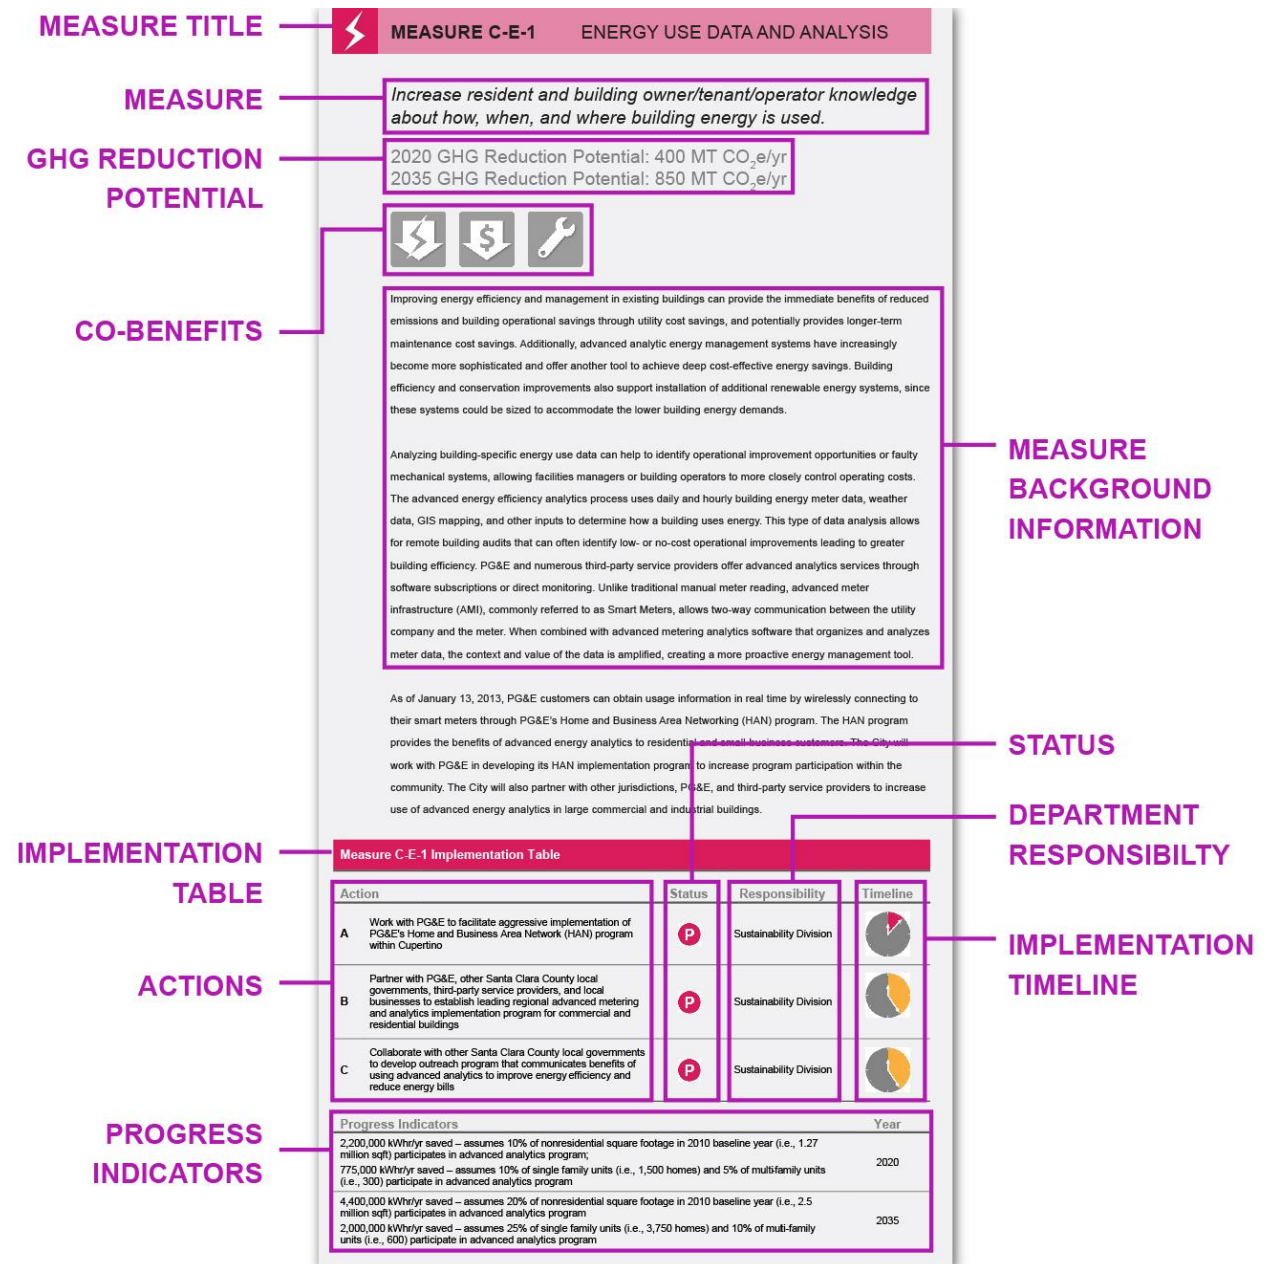 MEASURE TITLE
MEASURE C-E-1 ENERGY USE DATA AND ANALYSIS
MEASURE
Increase resident and building owner/tenant/operator knowledge
about how, when, and where building energy is used.
GHG REDUCTION
POTENTIAL
2020 GHG Reduction Potential: 400 MT CO2e/yr
2035 GHG Reduction Potential: 850 MT CO2e/yr
$
CO-BENEFITS
Improving energy efficiency and management in existing buildings can provide the immediate benefits of reduced
emissions and building operational savings through utility cost savings, and potentially provides longer-term
maintenance cost savings. Additionally, advanced analytic energy management systems have increasingly
become more sophisticated and offer another tool to achieve deep cost-effective energy savings. Building
efficiency and conservation improvements also support installation of additional renewable energy systems, since
these systems could be sized to accommodate the lower building energy demands.
Analyzing building-specific energy use data can help to identify operational improvement opportunities or faulty
mechanical systems, allowing facilities managers or building operators to more closely control operating costs.
The advanced energy efficiency analytics process uses daily and hourly building energy meter data, weather
data, GIS mapping, and other inputs to determine how a building uses energy. This type of data analysis allows
for remote building audits that can often identify low- or no-cost operational improvements leading to greater
building efficiency. PG&E and numerous third-party service providers offer advanced analytics services through
software subscriptions or direct monitoring. Unlike traditional manual meter reading, advanced meter
infrastructure (AMI), commonly referred to as Smart Meters, allows two-way communication between the utility
company and the meter. When combined with advanced metering analytics software that organizes and analyzes
meter data, the context and value of the data is amplified, creating a more proactive energy management tool.
MEASURE
BACKGROUND
INFORMATION
As of January 13, 2013, PG&E customers can obtain usage information in real time by wirelessly connecting to
their smart meters through PG&E's Home and Business Area Networking (HAN) program. The HAN program
provides the benefits of advanced energy analytics to residential and small business customers. The City will
work with PG&E in developing its HAN implementation program to increase program participation within the
community. The City will also partner with other jurisdictions, PG&E, and third-party service providers to increase
use of advanced energy analytics in large commercial and industrial buildings.
STATUS
DEPARTMENT
RESPONSIBILTY
IMPLEMENTATION
TABLE
Measure C-E-1 Implementation Table
Action Status Responsibility Timeline
A Work with PG&E to facilitate aggressive implementation of
PG&E's Home and Business Area Network (HAN) program
within Cupertino
P Sustainability Division
IMPLEMENTATION
TIMELINE
ACTIONS
B Partner with PG&E, other Santa Clara County local
governments, third-party service providers, and local
businesses to establish leading regional advanced metering
and analytics implementation program for commercial and
residential buildings
P Sustainability Division
C Collaborate with other Santa Clara County local governments
to develop outreach program that communicates benefits of
using advanced analytics to improve energy efficiency and
reduce energy bills
P Sustainability Division
PROGRESS
INDICATORS
Progress Indicators Year
2,200,000 kWhr/yr saved – assumes 10% of nonresidential square footage in 2010 baseline year (i.e., 1.27
million sqft) participates in advanced analytics program;
775,000 kWhr/yr saved – assumes 10% of single family units (i.e., 1,500 homes) and 5% of multifamily units
(i.e., 300) participate in advanced analytics program
2020
4,400,000 kWhr/yr saved – assumes 20% of nonresidential square footage in 2010 baseline year (i.e., 2.5
million sqft) participates in advanced analytics program
2,000,000 kWhr/yr saved – assumes 25% of single family units (i.e., 3,750 homes) and 10% of muti-family
units (i.e., 600) participate in advanced analytics program
2035